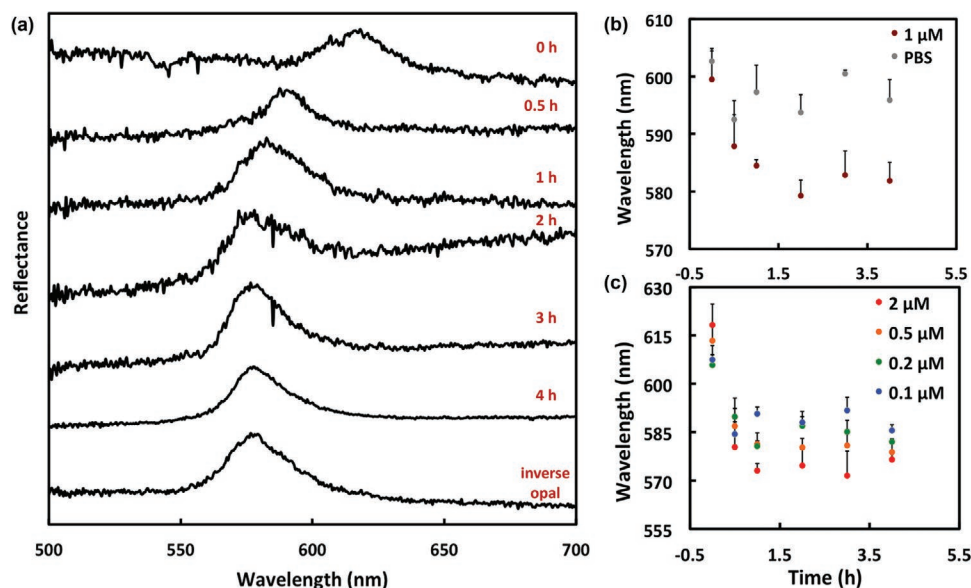 (a)
0 h
0.5 h
1 h
2 h
3 h
4 h
inverse
opal
Reflectance
500 550 600 650 700
Wavelength (nm)
(b)
1 μM
PBS
610
600
590
580
570
Wavelength (nm)
-0.5 1.5 3.5 5.5
(c)
2 μM
0.5 μM
0.2 μM
0.1 μM
630
615
600
585
570
555
Wavelength (nm)
-0.5 1.5 3.5 5.5
Time (h)